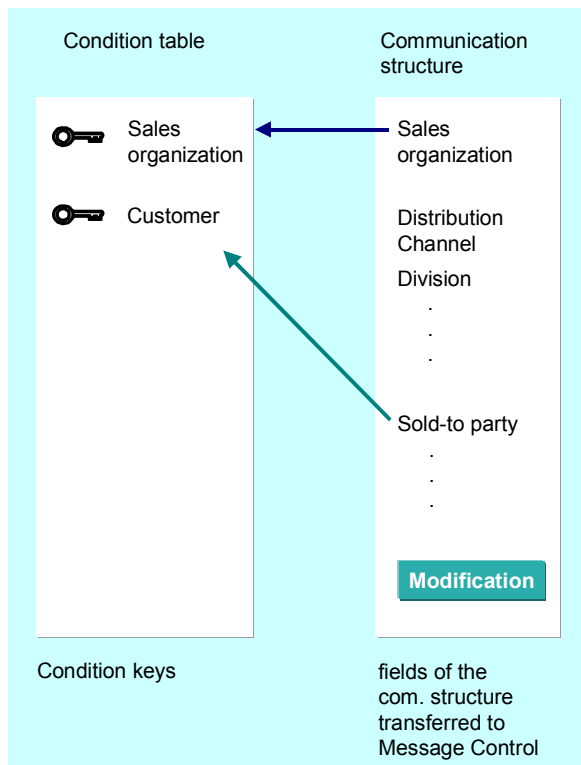 Condition table
Communication
structure
Sales
organization
Customer
Sales
organization
Distribution
Channel
Division
.
.
.
Sold-to party
.
.
.
Modification
Condition keys
fields of the
com. structure
transferred to
Message Control